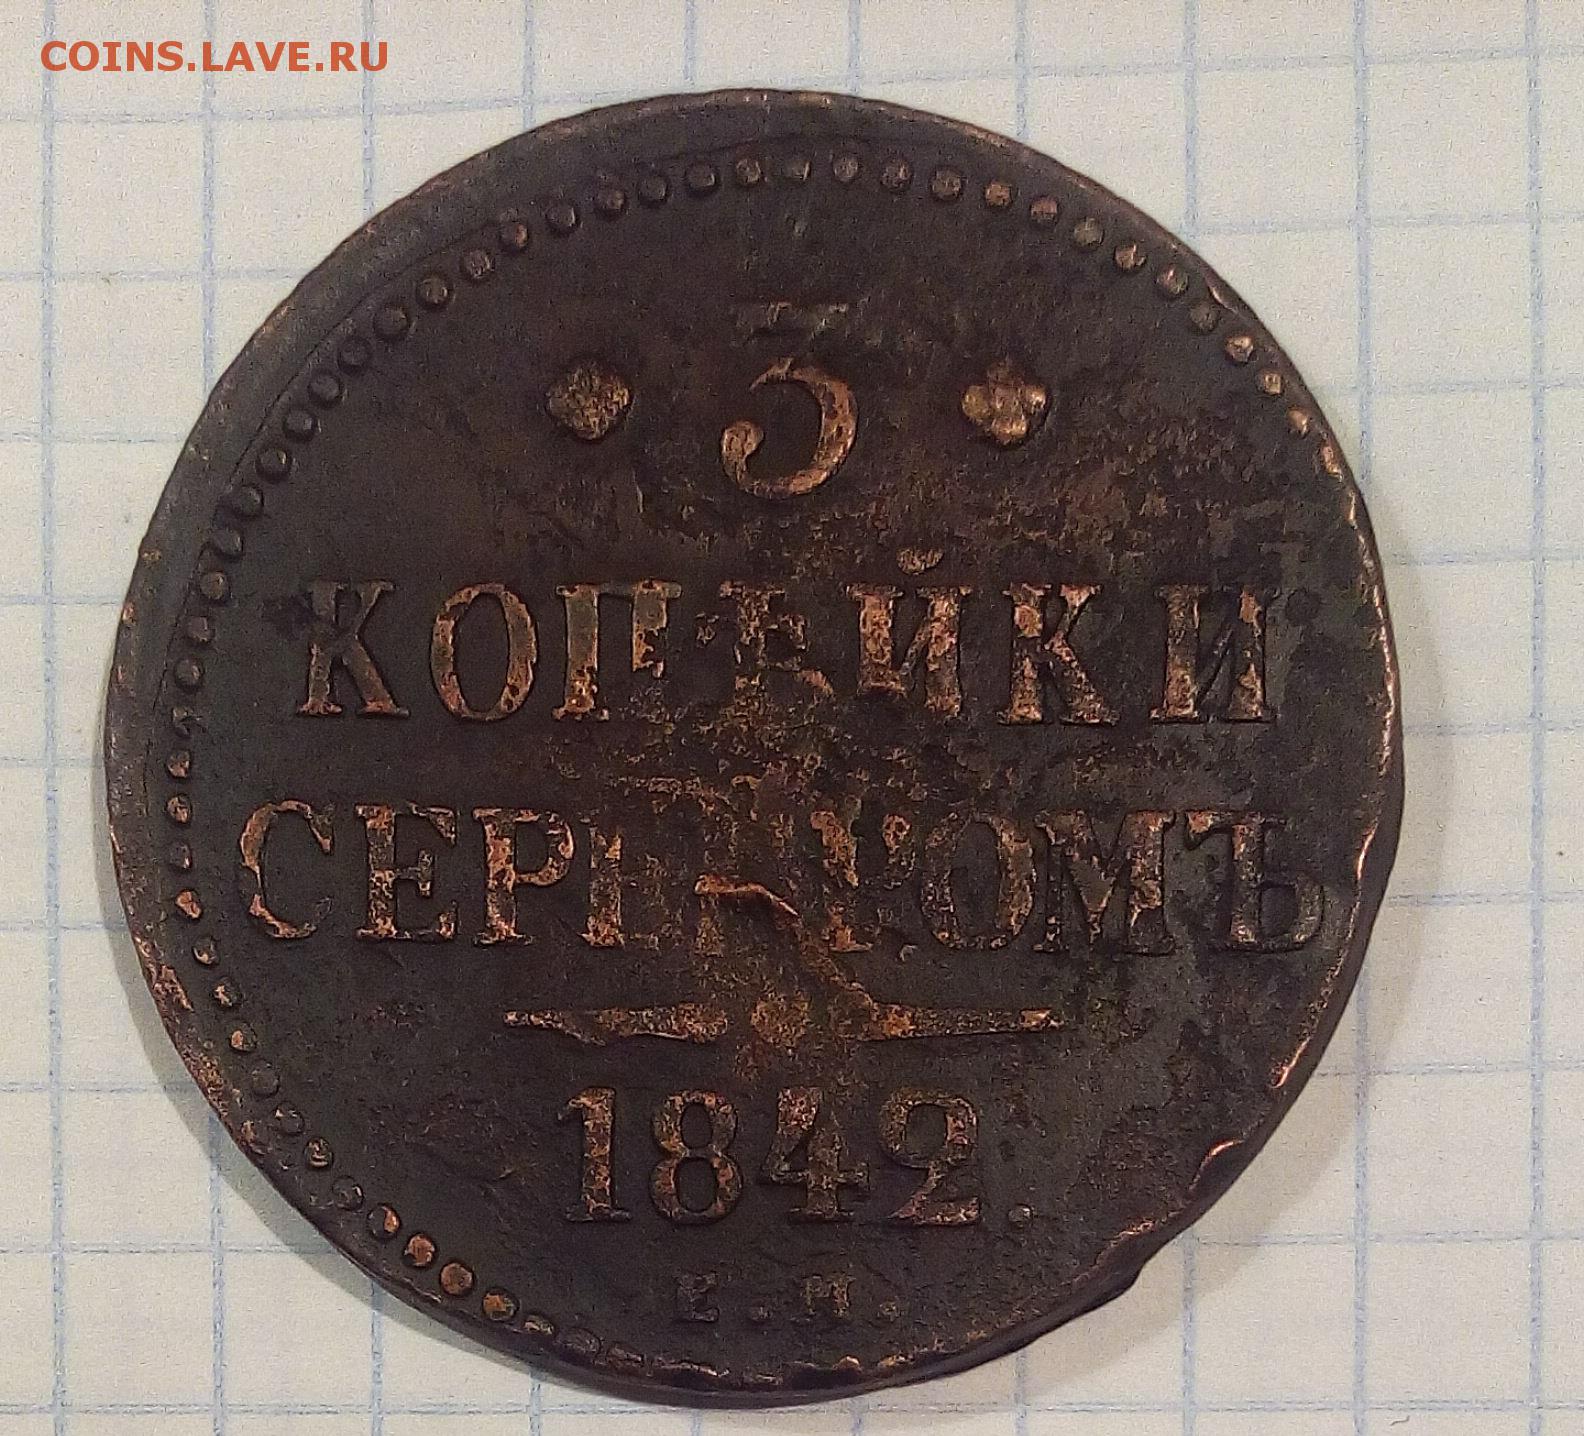 COINS.LAVE.RU
3
КОПѢЙКИ
СЕРЕБРОМЪ
1842.
Е.М.